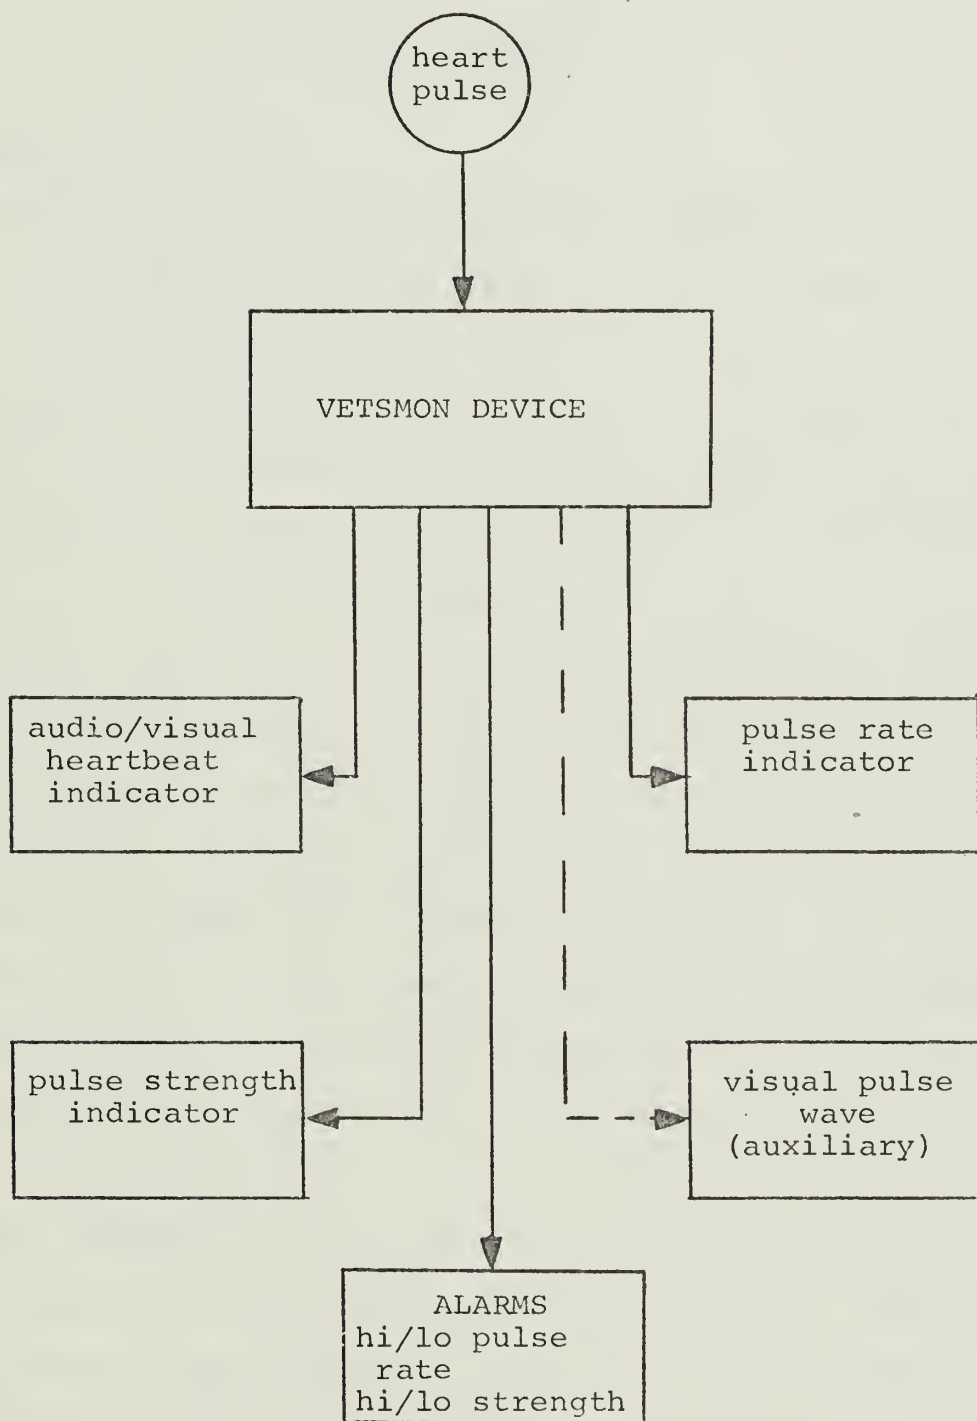 heart
pulse
VETSMON DEVICE
audio/visual
heartbeat
indicator
pulse rate
indicator
pulse strength
indicator
visual pulse
wave
(auxiliary)
ALARMS
hi/lo pulse
rate
hi/lo strength